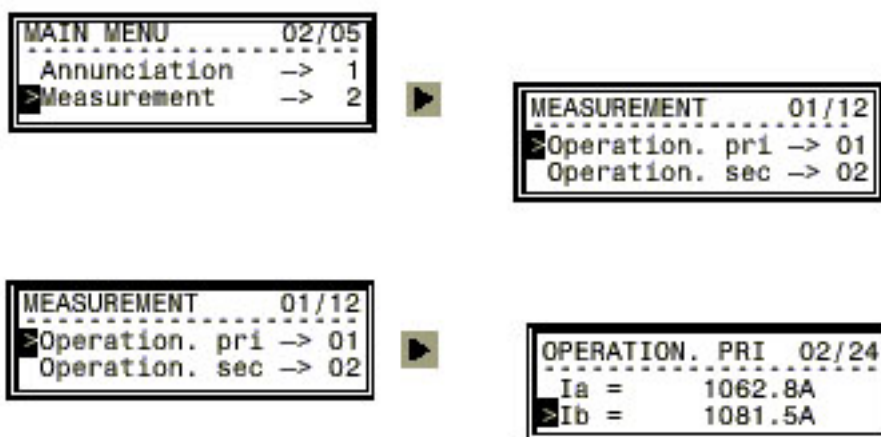 MAIN MENU 02/05
Annunciation —> 1
>Measurement —> 2
MEASUREMENT 01/12
>Operation. pri —> 01
Operation. sec —> 02
MEASUREMENT 01/12
>Operation. pri —> 01
Operation. sec —> 02
OPERATION. PRI 02/24
Ia = 1062.8A
>Ib = 1081.5A